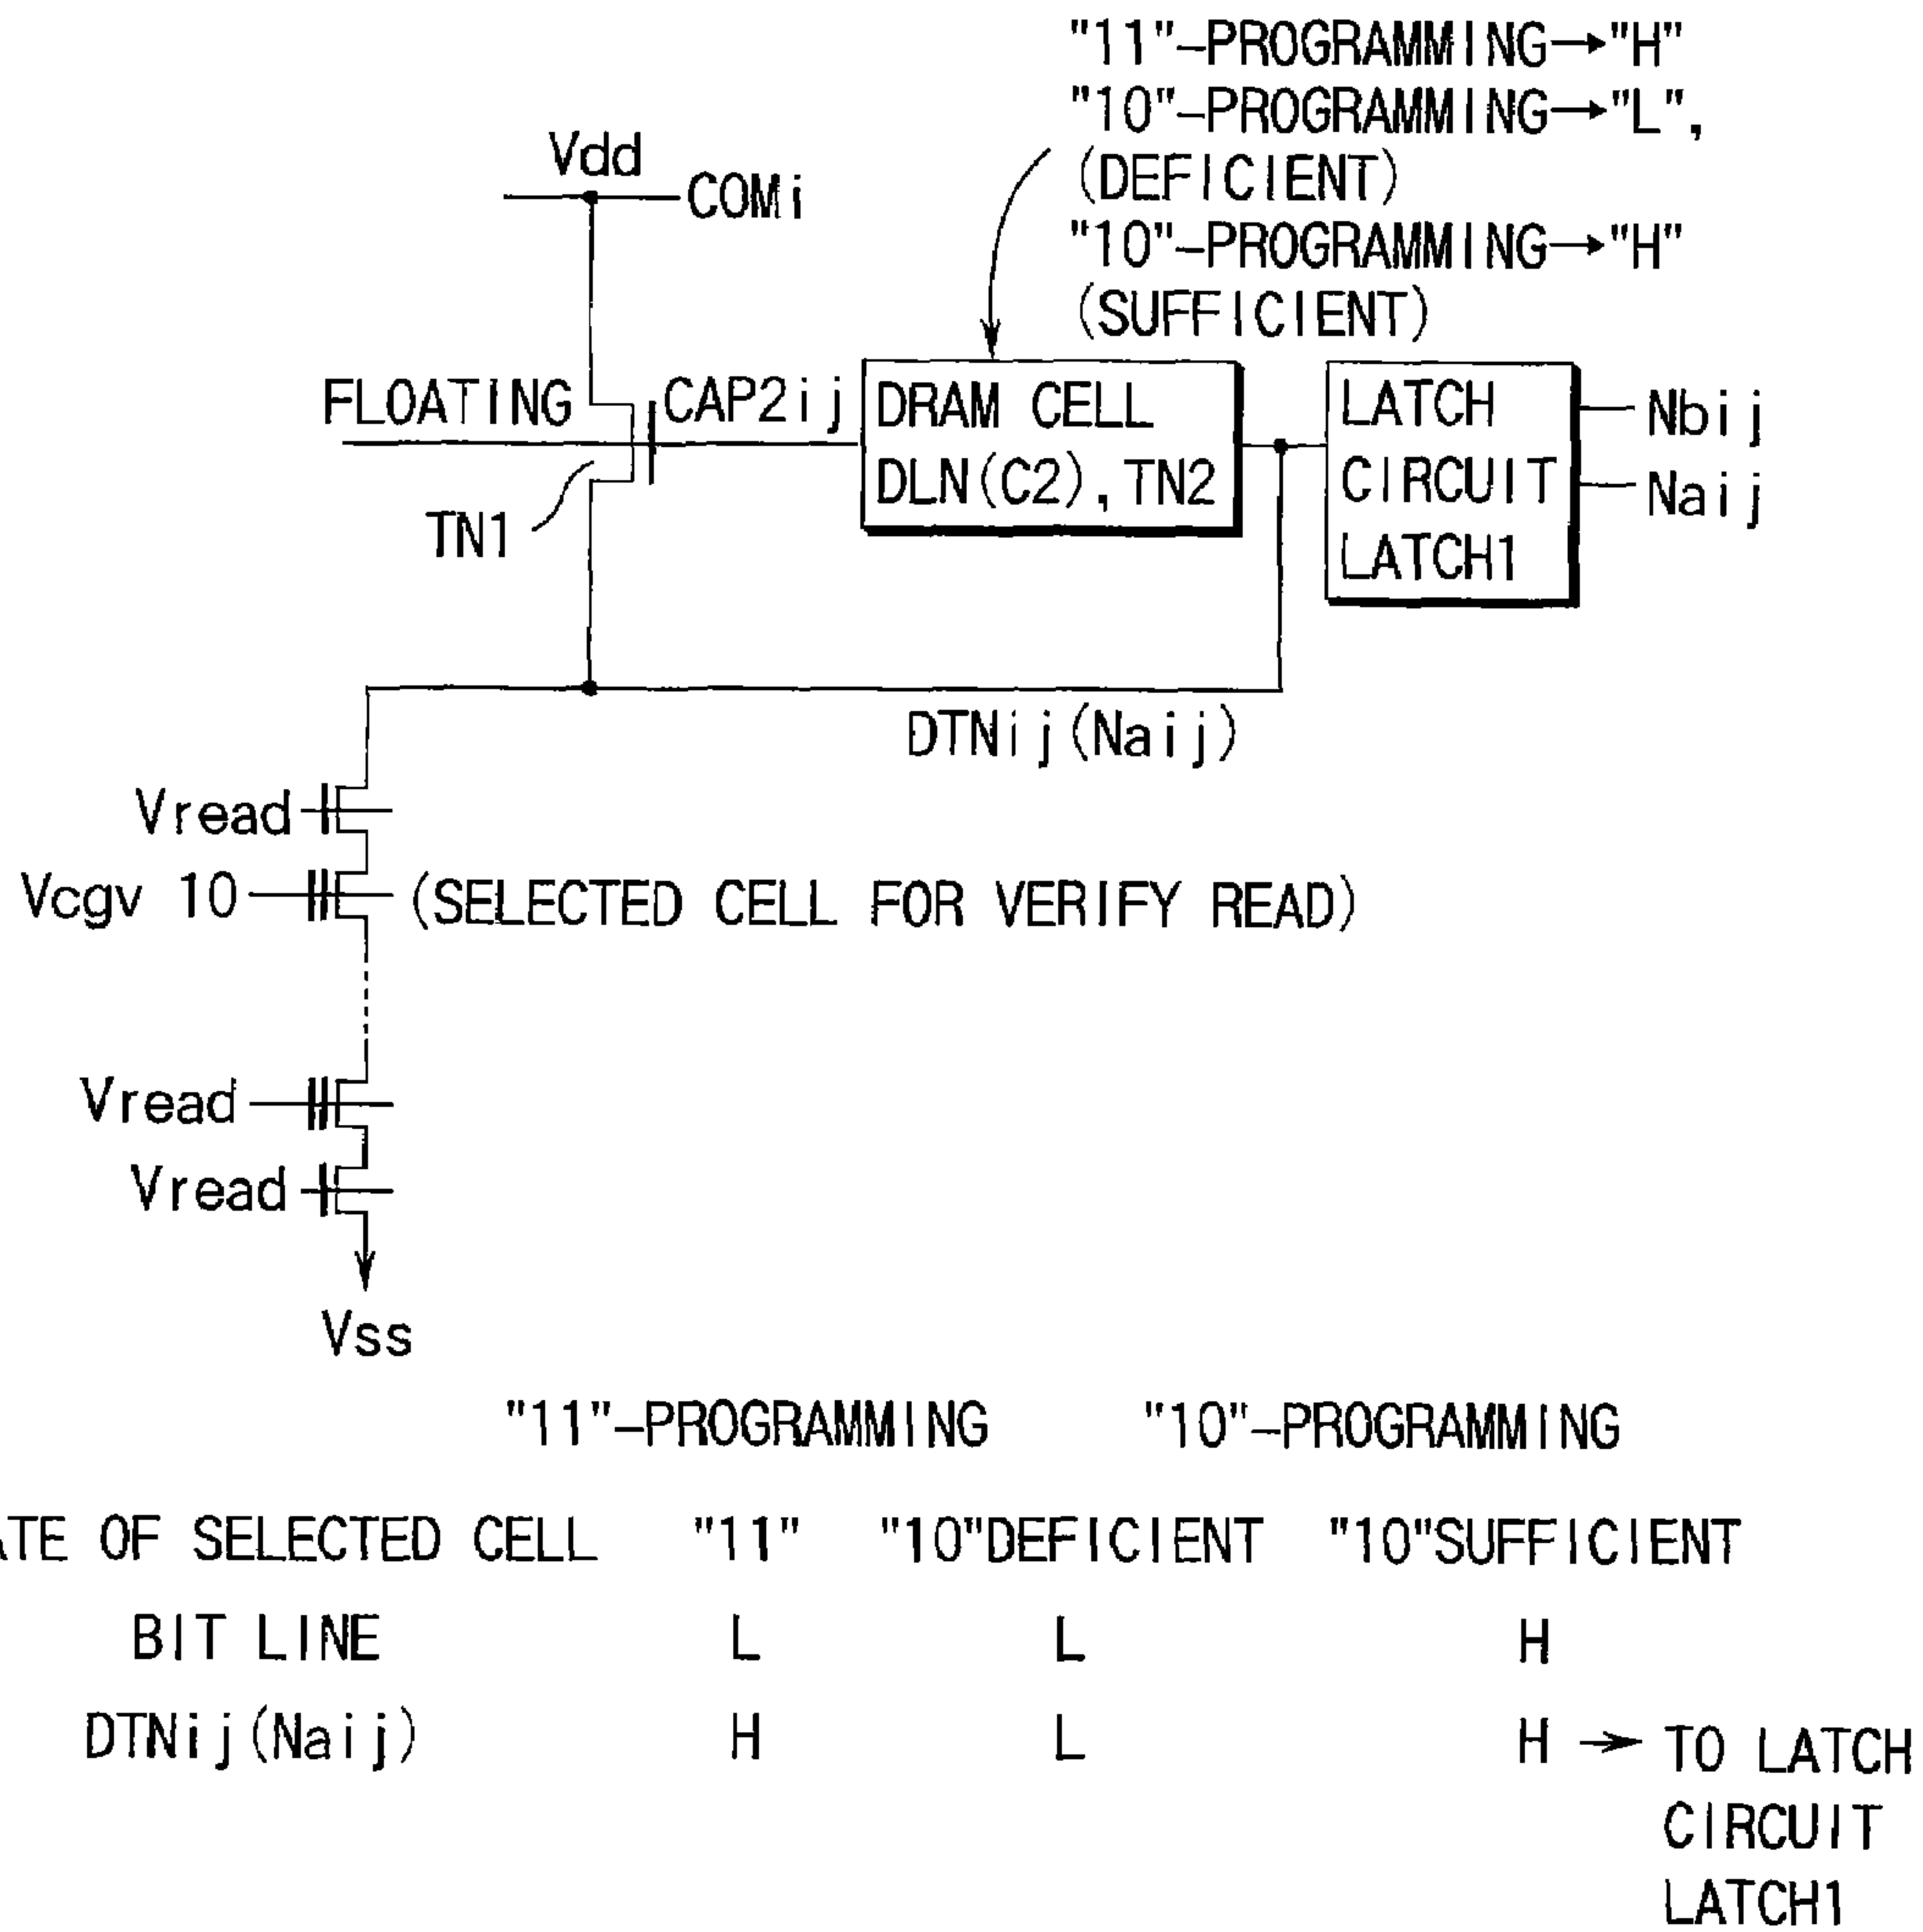 "11"-PROGRAMMING→"H"
"10"-PROGRAMMING→"L",
(DEFICIENT)
"10"-PROGRAMMING→"H"
(SUFFICIENT)
Vdd
COMi
FLOATING
CAP2ij
DRAM CELL
DLN(C2),TN2
LATCH
CIRCUIT
LATCH1
Nbij
Naij
TN1
DTNij(Naij)
Vread
Vcgv 10
(SELECTED CELL FOR VERIFY READ)
Vread
Vread
Vss
"11"-PROGRAMMING "10"-PROGRAMMING
OF SELECTED CELL "11" "10"DEFICIENT "10"SUFFICIENT
BIT LINE L L H
DTNij(Naij) H L H → TO LATCH
CIRCUIT
LATCH1